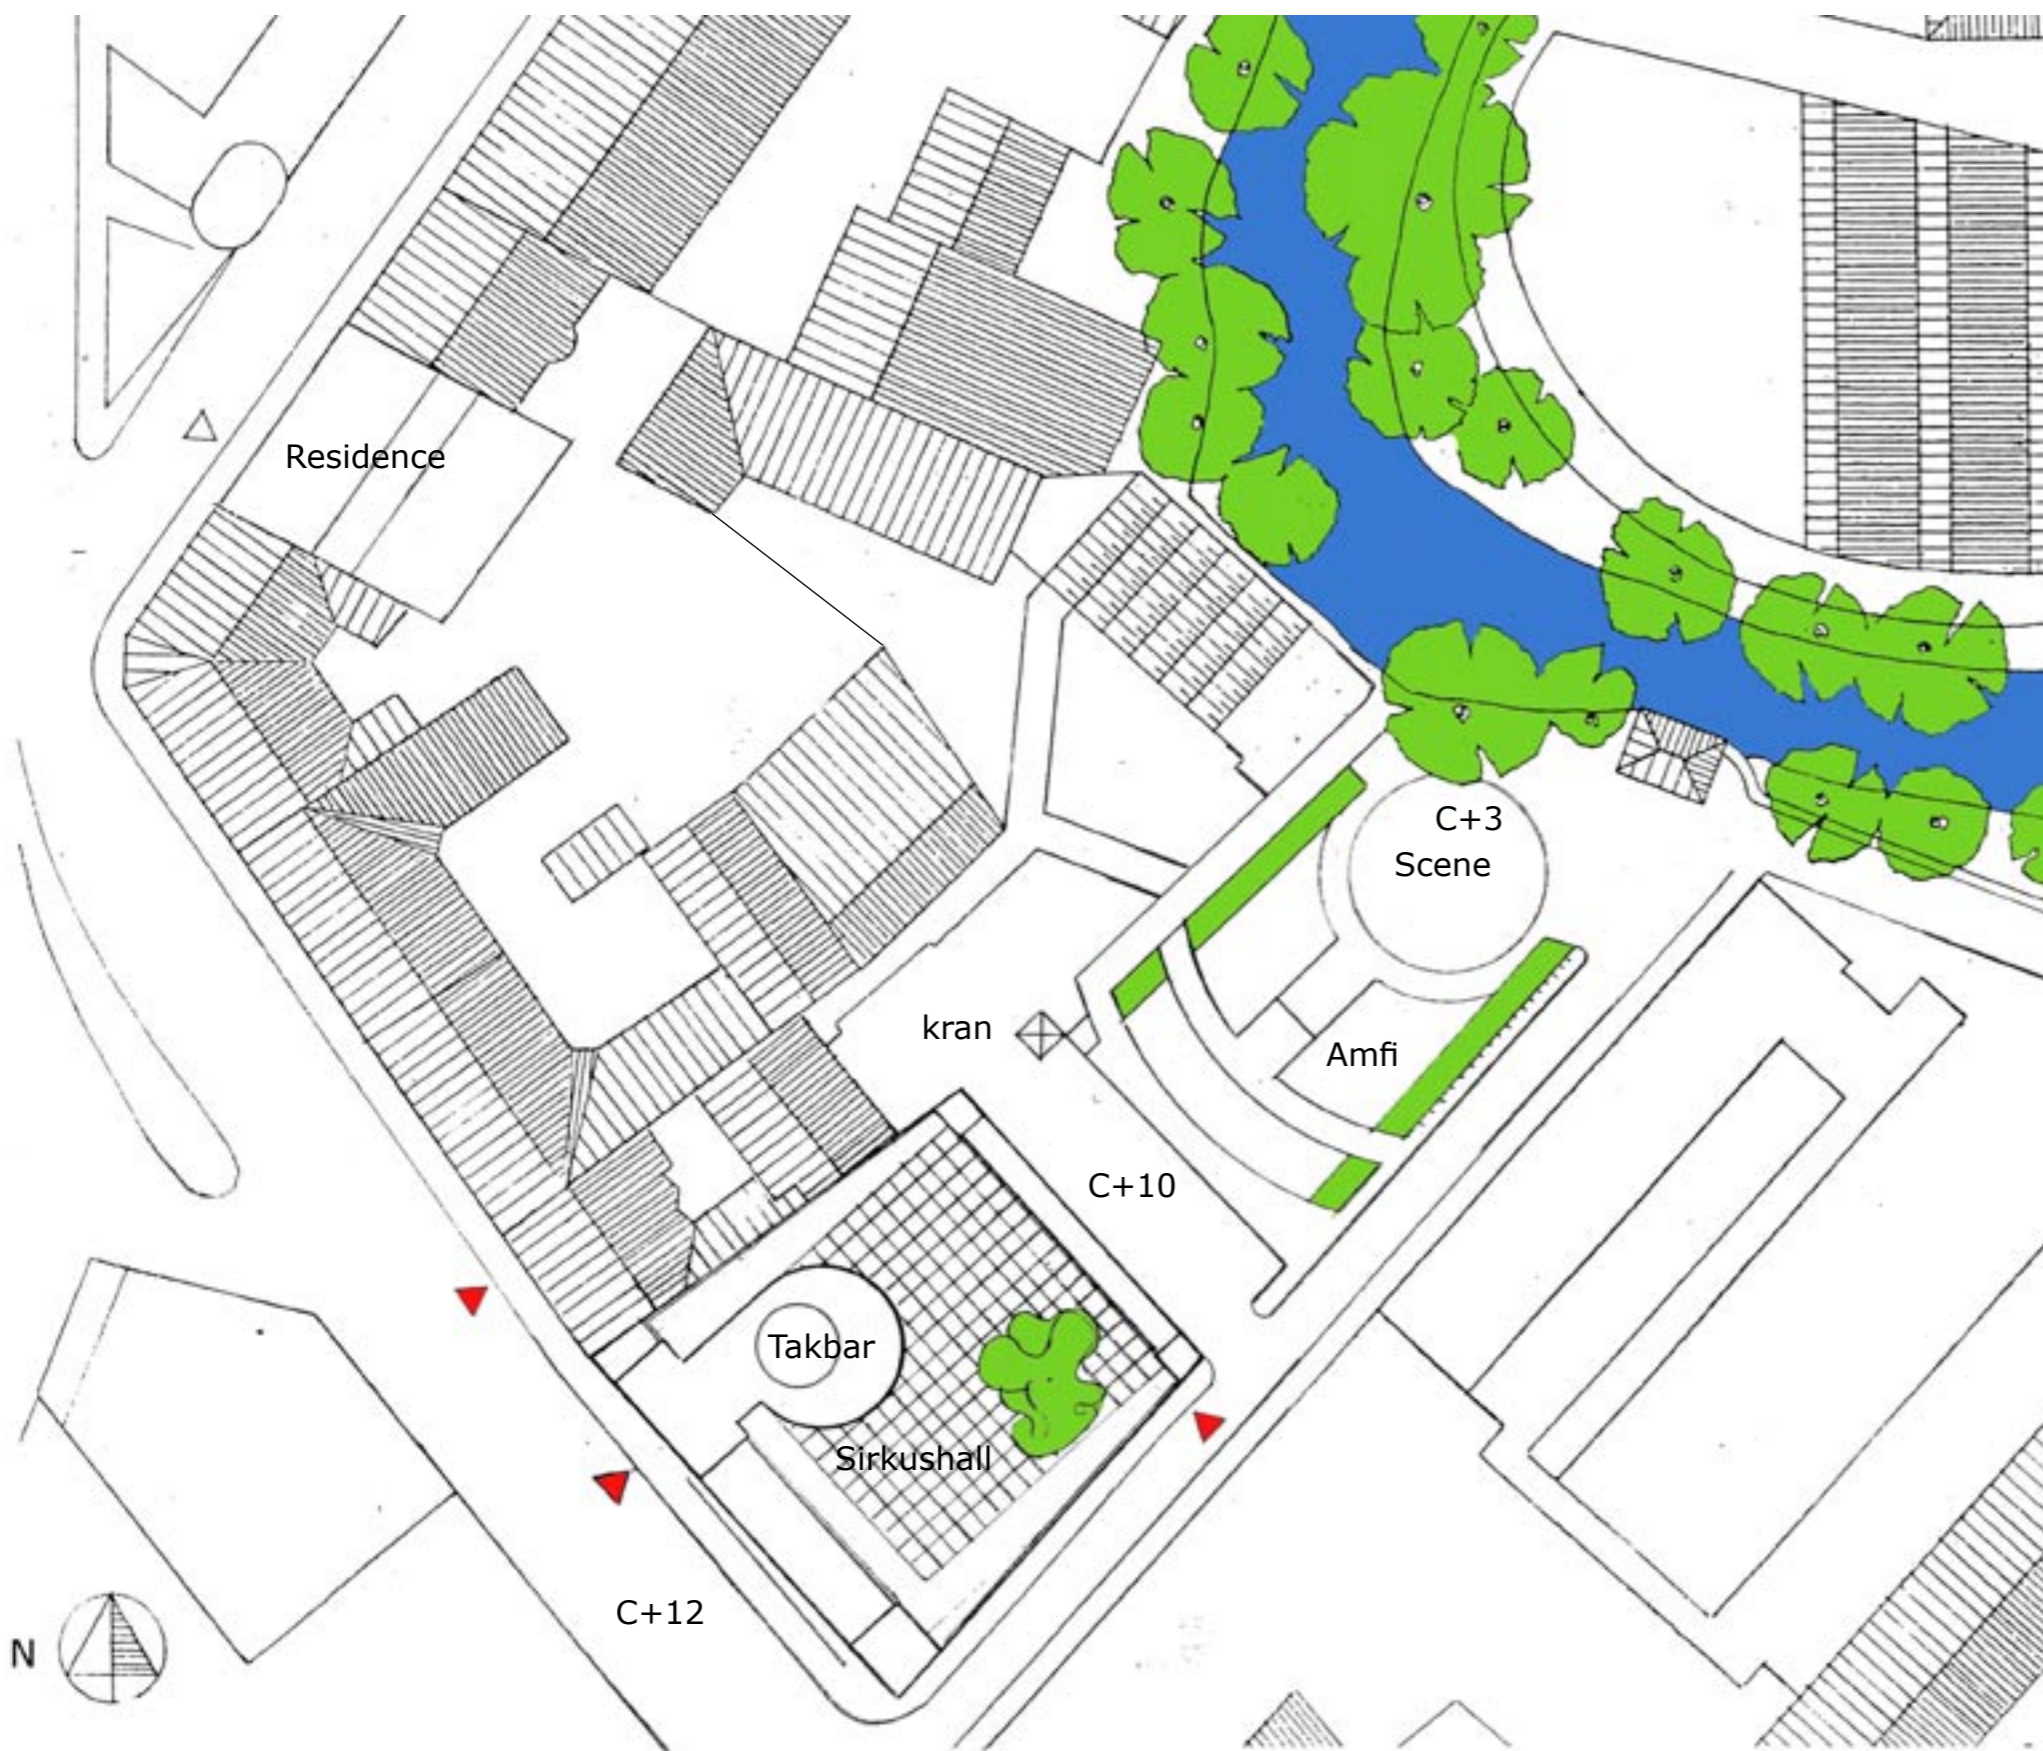 Residence
C+3
Scene
kran
Amfi
C+10
Takbar
Sirkushall
C+12
N